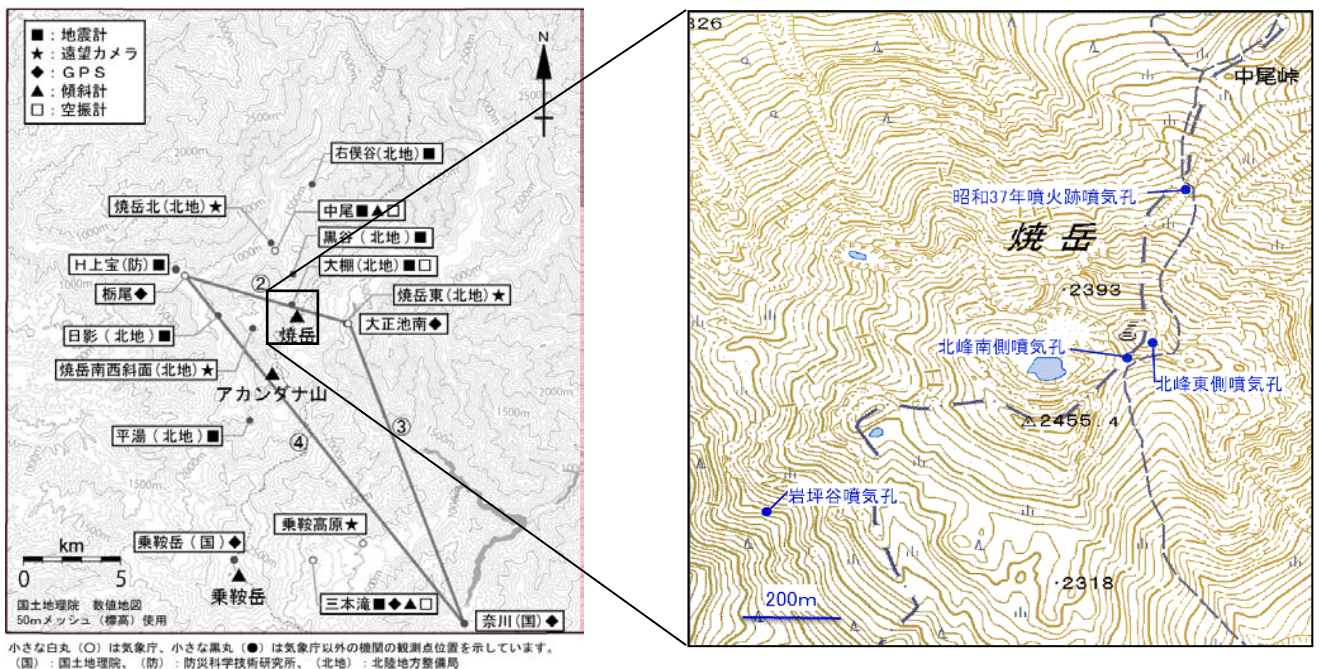 ■：地震計
★：遠望カメラ
◆：ＧＰＳ
▲：傾斜計
□：空振計
N
右俣谷(北地)■
焼岳北(北地)★
中尾■▲□
黒谷（北地）■
H上宝(防)■
大棚(北地)■□
栃尾◆
②
焼岳東(北地)★
大正池南◆
日影（北地)■
焼岳
焼岳南西斜面(北地)★
アカンダナ山
平湯（北地)■
③
④
乗鞍高原★
乗鞍岳（国）◆
乗鞍岳
三本滝■◆▲□
奈川(国)◆
km
0 5
国土地理院　数値地図
50mメッシュ（標高）使用
1000m
1500m
2000m
2500m
小さな白丸（○）は気象庁、小さな黒丸（●）は気象庁以外の機関の観測点位置を示しています。
（国）：国土地理院、（防）：防災科学技術研究所、（北地）：北陸地方整備局
826
中尾峠
昭和37年噴火跡噴気孔
焼岳
・2393
北峰南側噴気孔
北峰東側噴気孔
△2455.4
岩坪谷噴気孔
・2318
200m